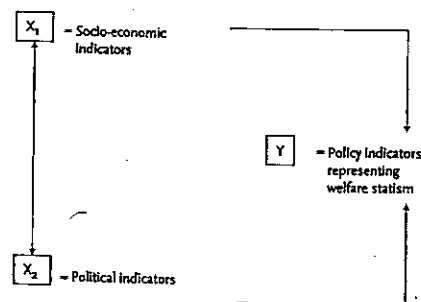 X₁ = Socio-economic
Indicators
Y = Policy Indicators
representing
welfare statism
X₂ = Political indicators